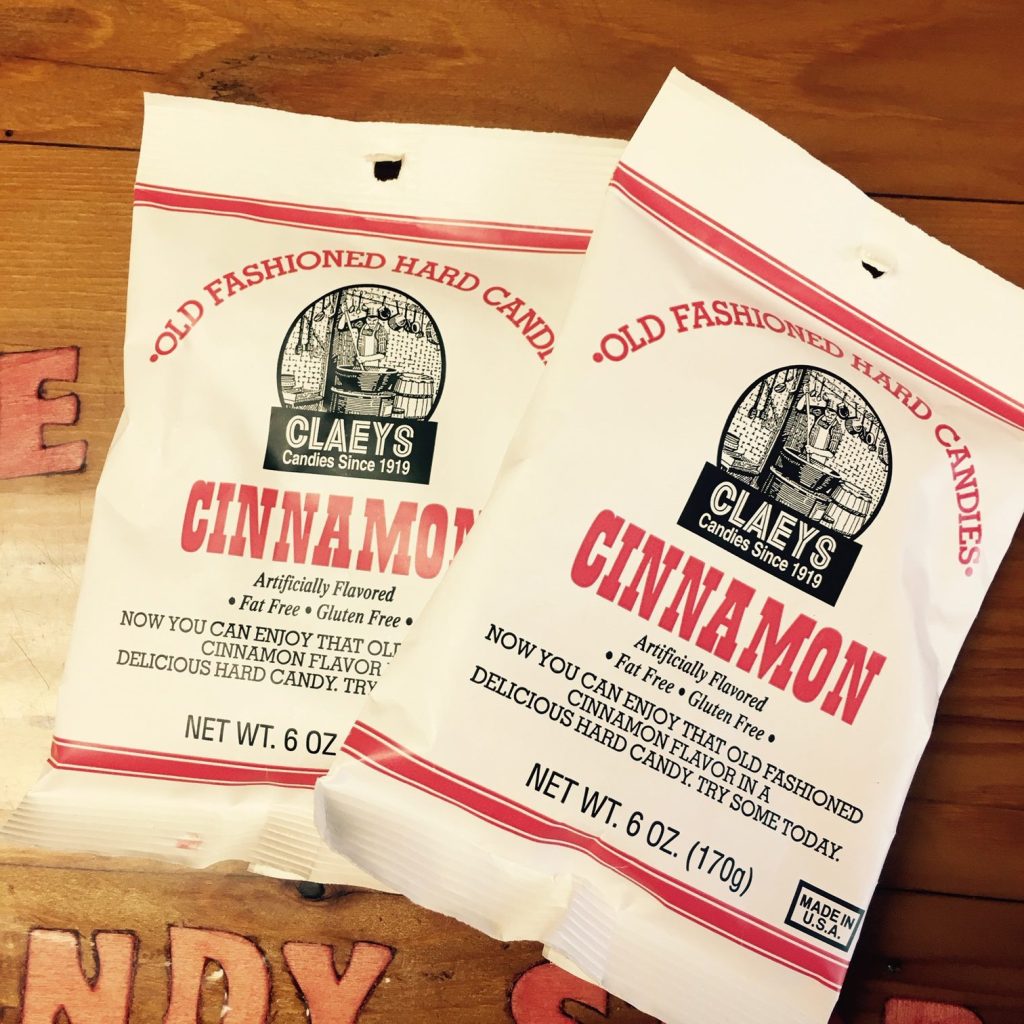 •OLD FASHIONED HARD CANDI
CLAEYS
Candies Since 1919
CINNAMON
Artificially Flavored
• Fat Free • Gluten Free •
NOW YOU CAN ENJOY THAT OL
CINNAMON FLAVOR
DELICIOUS HARD CANDY. TRY
NET WT. 6 OZ
•OLD FASHIONED HARD CANDIES•
CLAEYS
Candies Since 1919
CINNAMON
Artificially Flavored
• Fat Free • Gluten Free •
NOW YOU CAN ENJOY THAT OLD FASHIONED
CINNAMON FLAVOR IN A
DELICIOUS HARD CANDY. TRY SOME TODAY.
NET WT. 6 OZ. (170g)
MADE IN
U.S.A.
E
NDY S